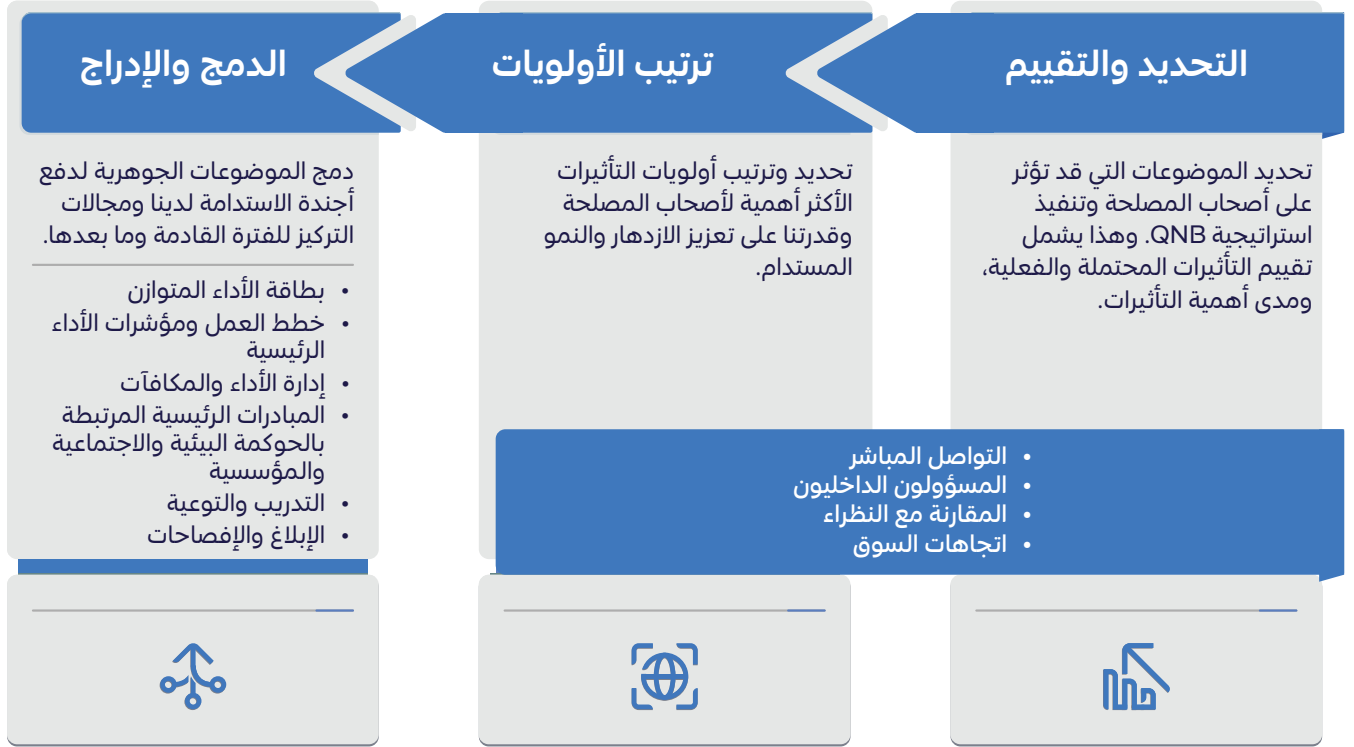 التحديد والتقييم
تحديد الموضوعات التي قد تؤثر
على أصحاب المصلحة وتنفيذ
استراتيجية QNB. وهذا يشمل
تقييم التأثيرات المحتملة والفعلية،
ومدى أهمية التأثيرات.
ترتيب الأولويات
تحديد وترتيب أولويات التأثيرات
الأكثر أهمية لأصحاب المصلحة
وقدرتنا على تعزيز الازدهار والنمو
المستدام.
• التواصل المباشر
• المسؤولون الداخليون
• المقارنة مع النظراء
• اتجاهات السوق
الدمج والإدراج
دمج الموضوعات الجوهرية لدفع
أجندة الاستدامة لدينا ومجالات
التركيز للفترة القادمة وما بعدها.
• بطاقة الأداء المتوازن
• خطط العمل ومؤشرات الأداء
الرئيسية
• إدارة الأداء والمكافآت
• المبادرات الرئيسية المرتبطة
بالحوكمة البيئية والاجتماعية
والمؤسسية
• التدريب والتوعية
• الإبلاغ والإفصاحات